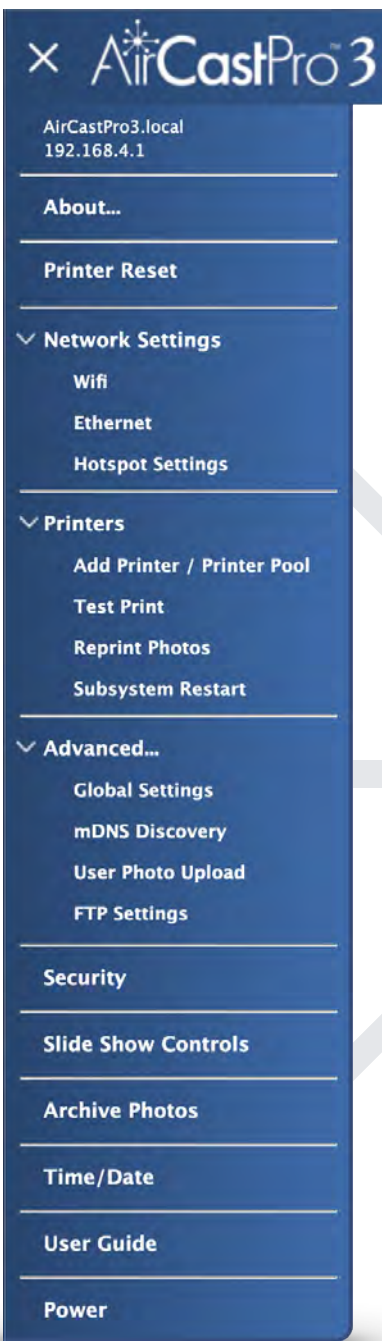 AirCastPro™ 3
AirCastPro3.local
192.168.4.1
About...
Printer Reset
Network Settings
Wifi
Ethernet
Hotspot Settings
Printers
Add Printer / Printer Pool
Test Print
Reprint Photos
Subsystem Restart
Advanced...
Global Settings
mDNS Discovery
User Photo Upload
FTP Settings
Security
Slide Show Controls
Archive Photos
Time/Date
User Guide
Power